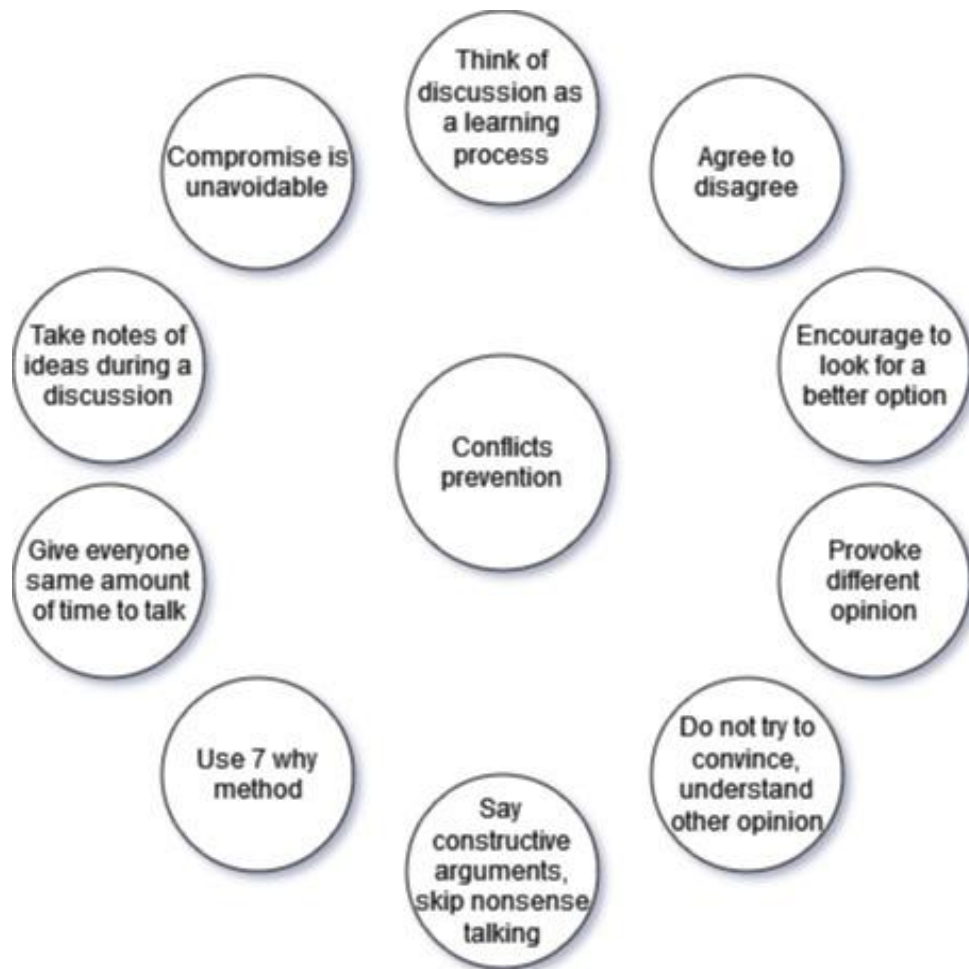 Think of
discussion as
a learning
process
Agree to
disagree
Encourage to
look for a
better option
Provoke
different
opinion
Do not try to
convince,
understand
other opinion
Say
constructive
arguments,
skip nonsense
talking
Use 7 why
method
Give everyone
same amount
of time to talk
Take notes of
ideas during a
discussion
Compromise is
unavoidable
Conflicts
prevention